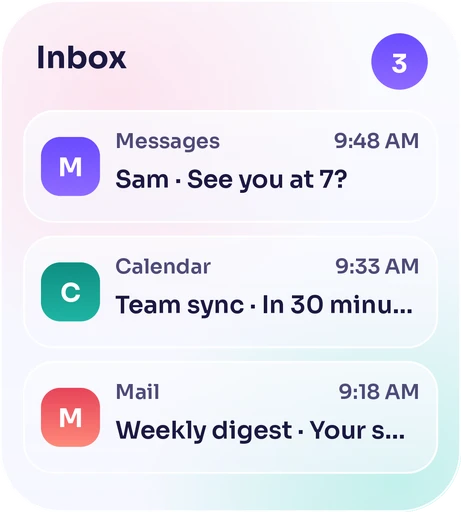 Inbox
3
M
Messages
9:48 AM
Sam · See you at 7?
C
Calendar
9:33 AM
Team sync · In 30 minu...
M
Mail
9:18 AM
Weekly digest · Your s...